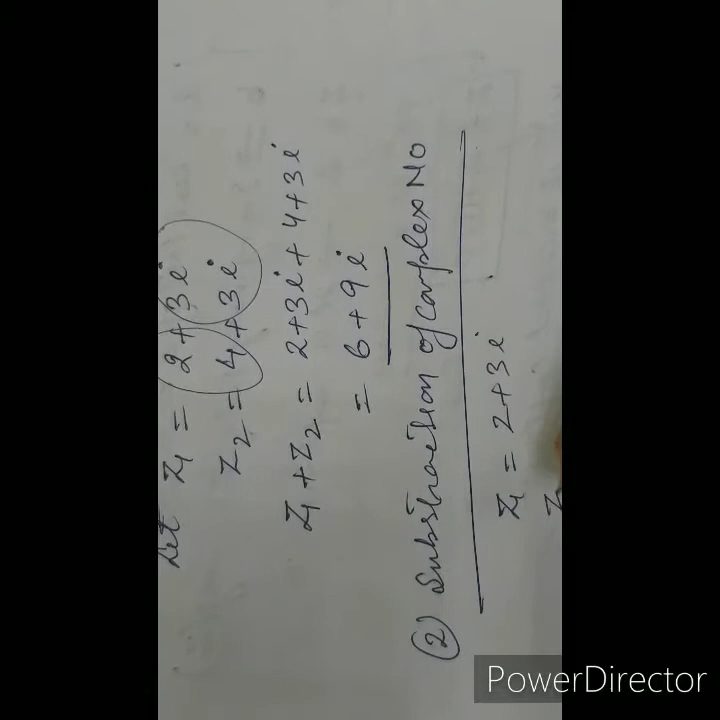 Let Z1 = 2+3i
Z2 = 4+3i
Z1+Z2 = 2+3i+4+3i
= 6+9i
(2) Substraction of Complex No
Z1 = 2+3i
Z
PowerDirector